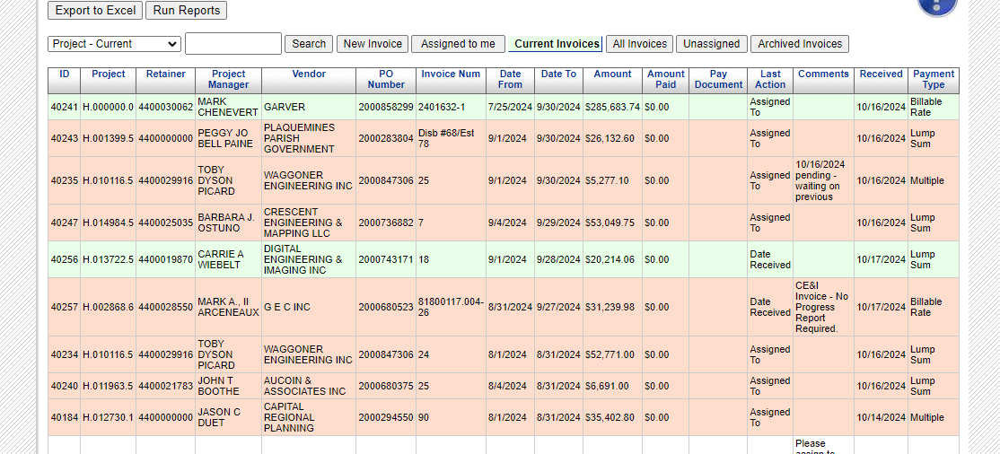 Export to Excel Run Reports
Project - Current Search New Invoice Assigned to me Current Invoices All Invoices Unassigned Archived Invoices
ID Project Retainer Project Manager Vendor PO Number Invoice Num Date From Date To Amount Amount Paid Pay Document Last Action Comments Received Payment Type
40241 H.000000.0 4400030062 MARK CHENEVERT GARVER 2000858299 2401632-1 7/25/2024 9/30/2024 $285,683.74 $0.00 Assigned To 10/16/2024 Billable Rate
40243 H.001399.5 4400000000 PEGGY JO BELL PAINE PLAQUEMINES PARISH GOVERNMENT 2000283804 Disb #68/Est 78 9/1/2024 9/30/2024 $26,132.60 $0.00 Assigned To 10/16/2024 Lump Sum
40235 H.010116.5 4400029916 TOBY DYSON PICARD WAGGONER ENGINEERING INC 2000847306 25 9/1/2024 9/30/2024 $5,277.10 $0.00 Assigned To 10/16/2024 pending - waiting on previous 10/16/2024 Multiple
40247 H.014984.5 4400025035 BARBARA J. OSTUNO CRESCENT ENGINEERING & MAPPING LLC 2000736882 7 9/4/2024 9/29/2024 $53,049.75 $0.00 Assigned To 10/16/2024 Lump Sum
40256 H.013722.5 4400019870 CARRIE A WIEBELT DIGITAL ENGINEERING & IMAGING INC 2000743171 18 9/1/2024 9/28/2024 $20,214.06 $0.00 Date Received 10/17/2024 Lump Sum
40257 H.002868.6 4400028550 MARK A., II ARCENEAUX G E C INC 2000680523 81800117.004-26 8/31/2024 9/27/2024 $31,239.98 $0.00 Date Received CE&I Invoice - No Progress Report Required. 10/17/2024 Billable Rate
40234 H.010116.5 4400029916 TOBY DYSON PICARD WAGGONER ENGINEERING INC 2000847306 24 8/1/2024 8/31/2024 $52,771.00 $0.00 Assigned To 10/16/2024 Lump Sum
40240 H.011963.5 4400021783 JOHN T BOOTHE AUCOIN & ASSOCIATES INC 2000680375 25 8/4/2024 8/31/2024 $6,691.00 $0.00 Assigned To 10/16/2024 Lump Sum
40184 H.012730.1 4400000000 JASON C DUET CAPITAL REGIONAL PLANNING 2000294550 90 8/1/2024 8/31/2024 $35,402.80 $0.00 Assigned To 10/14/2024 Multiple
Please
assign to